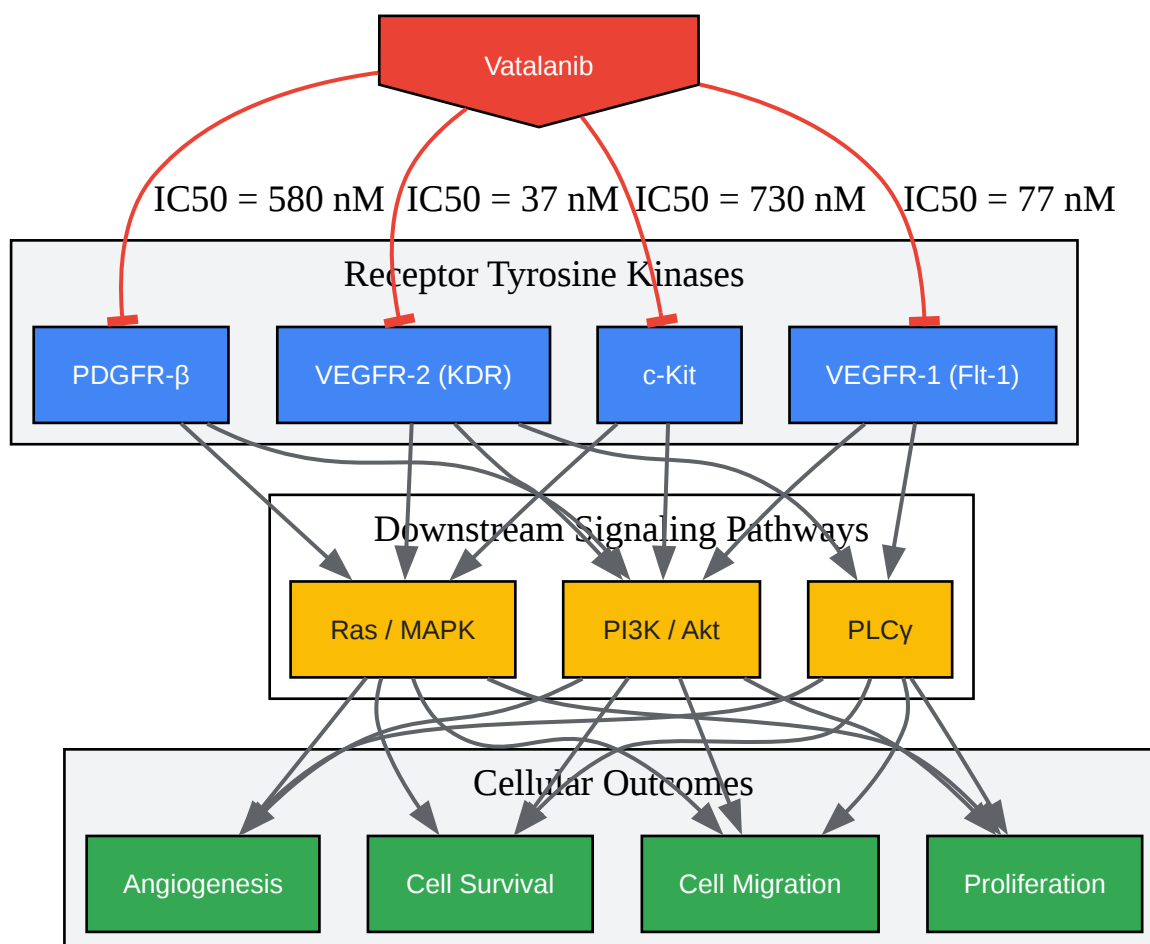 Vatalanib
IC50 = 580 nM
IC50 = 37 nM
IC50 = 730 nM
IC50 = 77 nM
Receptor Tyrosine Kinases
PDGFR-β
VEGFR-2 (KDR)
c-Kit
VEGFR-1 (Flt-1)
Downstream Signaling Pathways
Ras / MAPK
PI3K / Akt
PLCγ
Cellular Outcomes
Angiogenesis
Cell Survival
Cell Migration
Proliferation